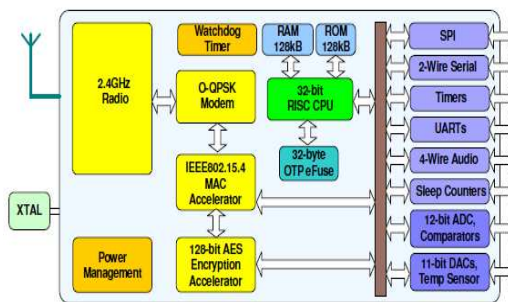 2.4GHz
Radio
Watchdog
Timer
O-QPSK
Modem
IEEE802.15.4
MAC
Accelerator
128-bit AES
Encryption
Accelerator
Power
Management
XTAL
RAM
128kB
ROM
128kB
32-bit
RISC CPU
32-byte
OTP eFuse
SPI
2-Wire Serial
Timers
UARTs
4-Wire Audio
Sleep Counters
12-bit ADC,
Comparators
11-bit DACs,
Temp Sensor